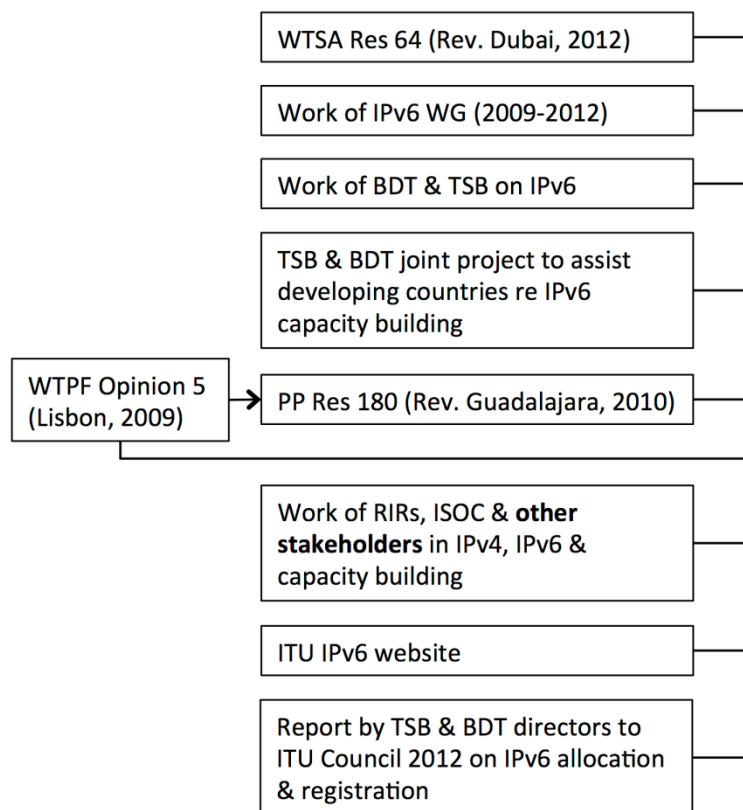 WTSA Res 64 (Rev. Dubai, 2012)
Work of IPv6 WG (2009-2012)
Work of BDT & TSB on IPv6
TSB & BDT joint project to assist
developing countries re IPv6
capacity building
WTPF Opinion 5
(Lisbon, 2009)
PP Res 180 (Rev. Guadalajara, 2010)
Work of RIRs, ISOC & other
stakeholders in IPv4, IPv6 &
capacity building
ITU IPv6 website
Report by TSB & BDT directors to
ITU Council 2012 on IPv6 allocation
& registration